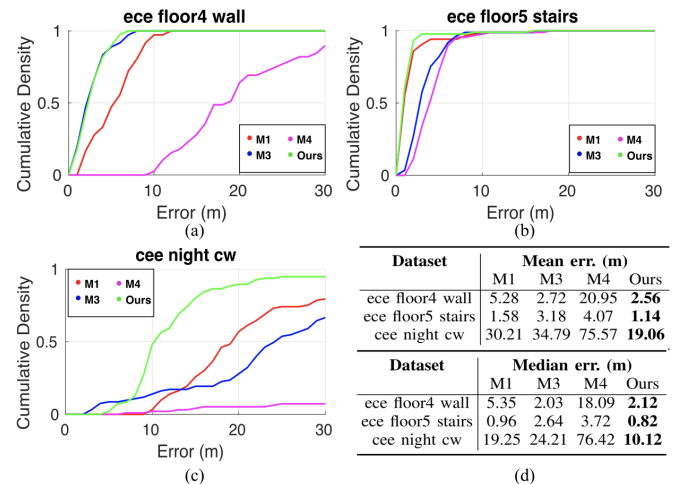 ece floor4 wall
Cumulative Density
1
0.5
0
M1
M4
M3
Ours
0
10
20
30
Error (m)
(a)
ece floor5 stairs
Cumulative Density
1
0.5
0
M1
M4
M3
Ours
0
10
20
30
Error (m)
(b)
cee night cw
Cumulative Density
1
0.5
0
M1
M4
M3
Ours
0
10
20
30
Error (m)
(c)
Dataset Mean err. (m)
M1 M3 M4 Ours
ece floor4 wall 5.28 2.72 20.95 2.56
ece floor5 stairs 1.58 3.18 4.07 1.14
cee night cw 30.21 34.79 75.57 19.06
Dataset Median err. (m)
M1 M3 M4 Ours
ece floor4 wall 5.35 2.03 18.09 2.12
ece floor5 stairs 0.96 2.64 3.72 0.82
cee night cw 19.25 24.21 76.42 10.12
(d)